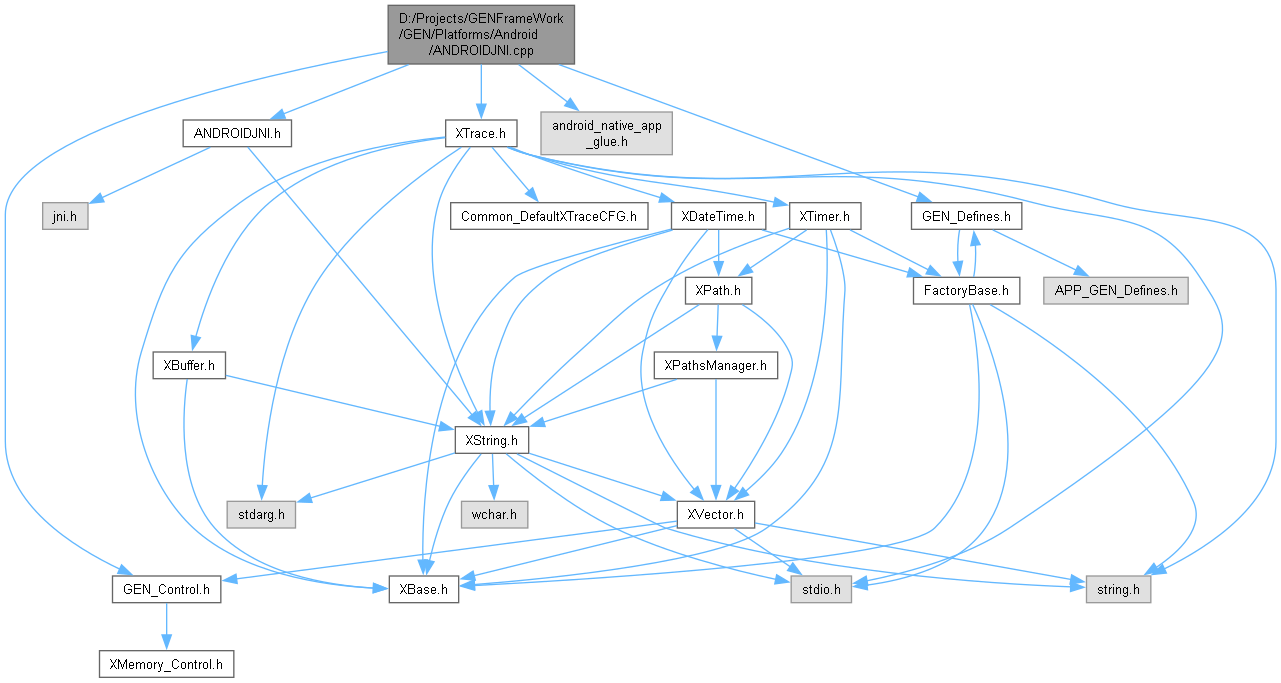 D:/Projects/GENFrameWork
/GEN/Platforms/Android
/ANDROIDJNI.cpp
ANDROIDJNI.h
XTrace.h
android_native_app
_glue.h
jni.h
Common_DefaultXTraceCFG.h
XDateTime.h
XTimer.h
GEN_Defines.h
XPath.h
FactoryBase.h
APP_GEN_Defines.h
XBuffer.h
XPathsManager.h
XString.h
stdarg.h
wchar.h
XVector.h
GEN_Control.h
XBase.h
stdio.h
string.h
XMemory_Control.h